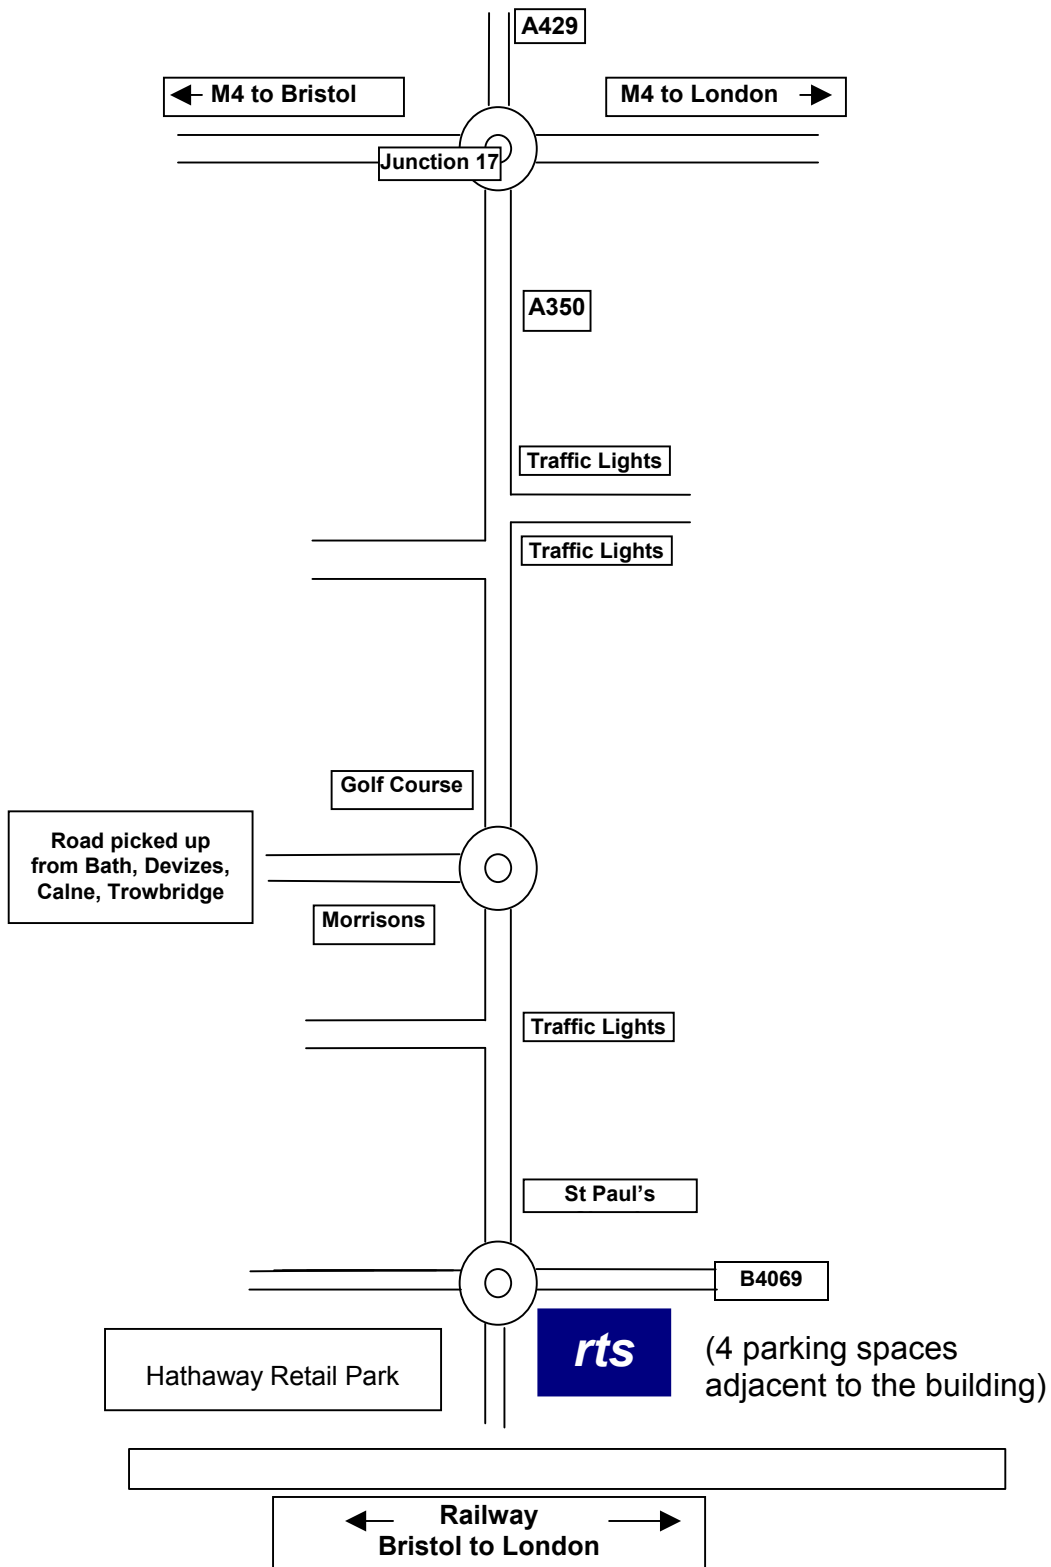 A429
M4 to Bristol
M4 to London
Junction 17
A350
Traffic Lights
Traffic Lights
Golf Course
Road picked up
from Bath, Devizes,
Calne, Trowbridge
Morrisons
Traffic Lights
St Paul's
B4069
rts
(4 parking spaces
adjacent to the building)
Hathaway Retail Park
Railway
Bristol to London